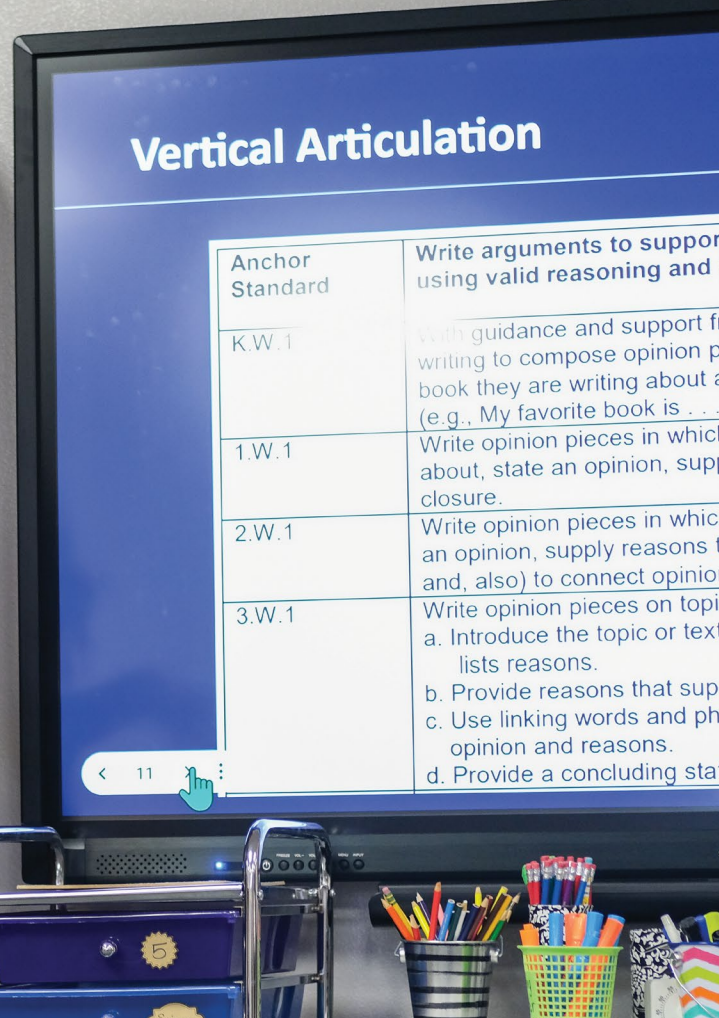 Vertical Articulation
Anchor
Standard
Write arguments to suppor
using valid reasoning and
K.W.1
With guidance and support f
writing to compose opinion p
book they are writing about a
(e.g., My favorite book is . . .
1.W.1
Write opinion pieces in which
about, state an opinion, supp
closure.
2.W.1
Write opinion pieces in whic
an opinion, supply reasons t
and, also) to connect opinio
3.W.1
Write opinion pieces on topi
a. Introduce the topic or text
lists reasons.
b. Provide reasons that sup
c. Use linking words and ph
opinion and reasons.
d. Provide a concluding sta
11
5